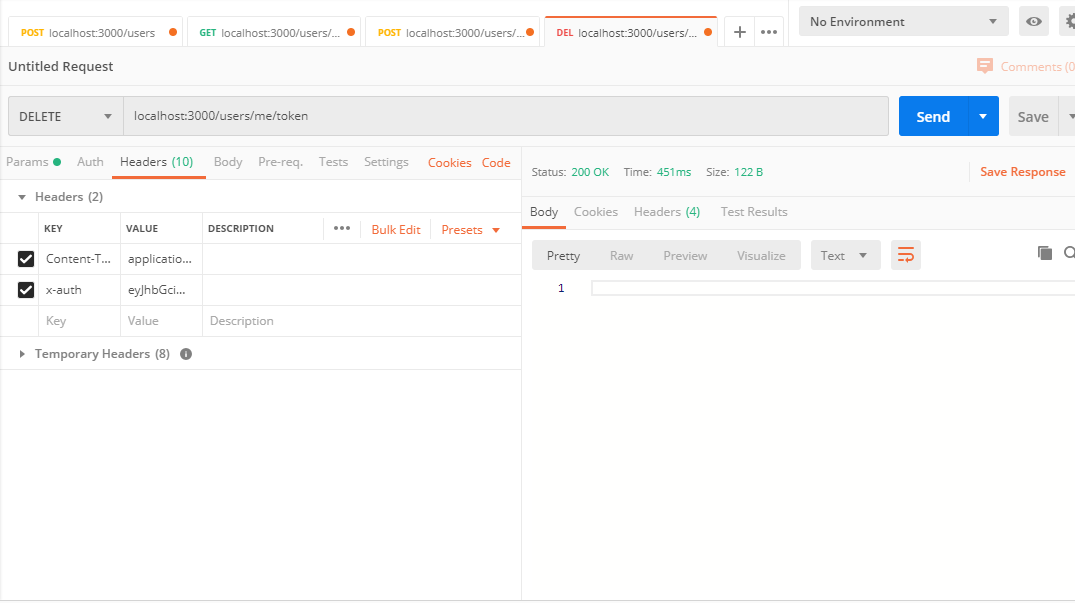 POST localhost:3000/users
GET localhost:3000/users/...
POST localhost:3000/users/...
DEL localhost:3000/users/...
No Environment
Untitled Request
Comments (0
DELETE
localhost:3000/users/me/token
Send
Save
Params Auth Headers (10) Body Pre-req. Tests Settings Cookies Code
Status: 200 OK Time: 451ms Size: 122 B Save Response
Headers (2)
Body Cookies Headers (4) Test Results
KEY VALUE DESCRIPTION ••• Bulk Edit Presets
Pretty Raw Preview Visualize Text
Content-T... applicatio...
x-auth eyJhbGci...
Key Value Description
1
Temporary Headers (8)